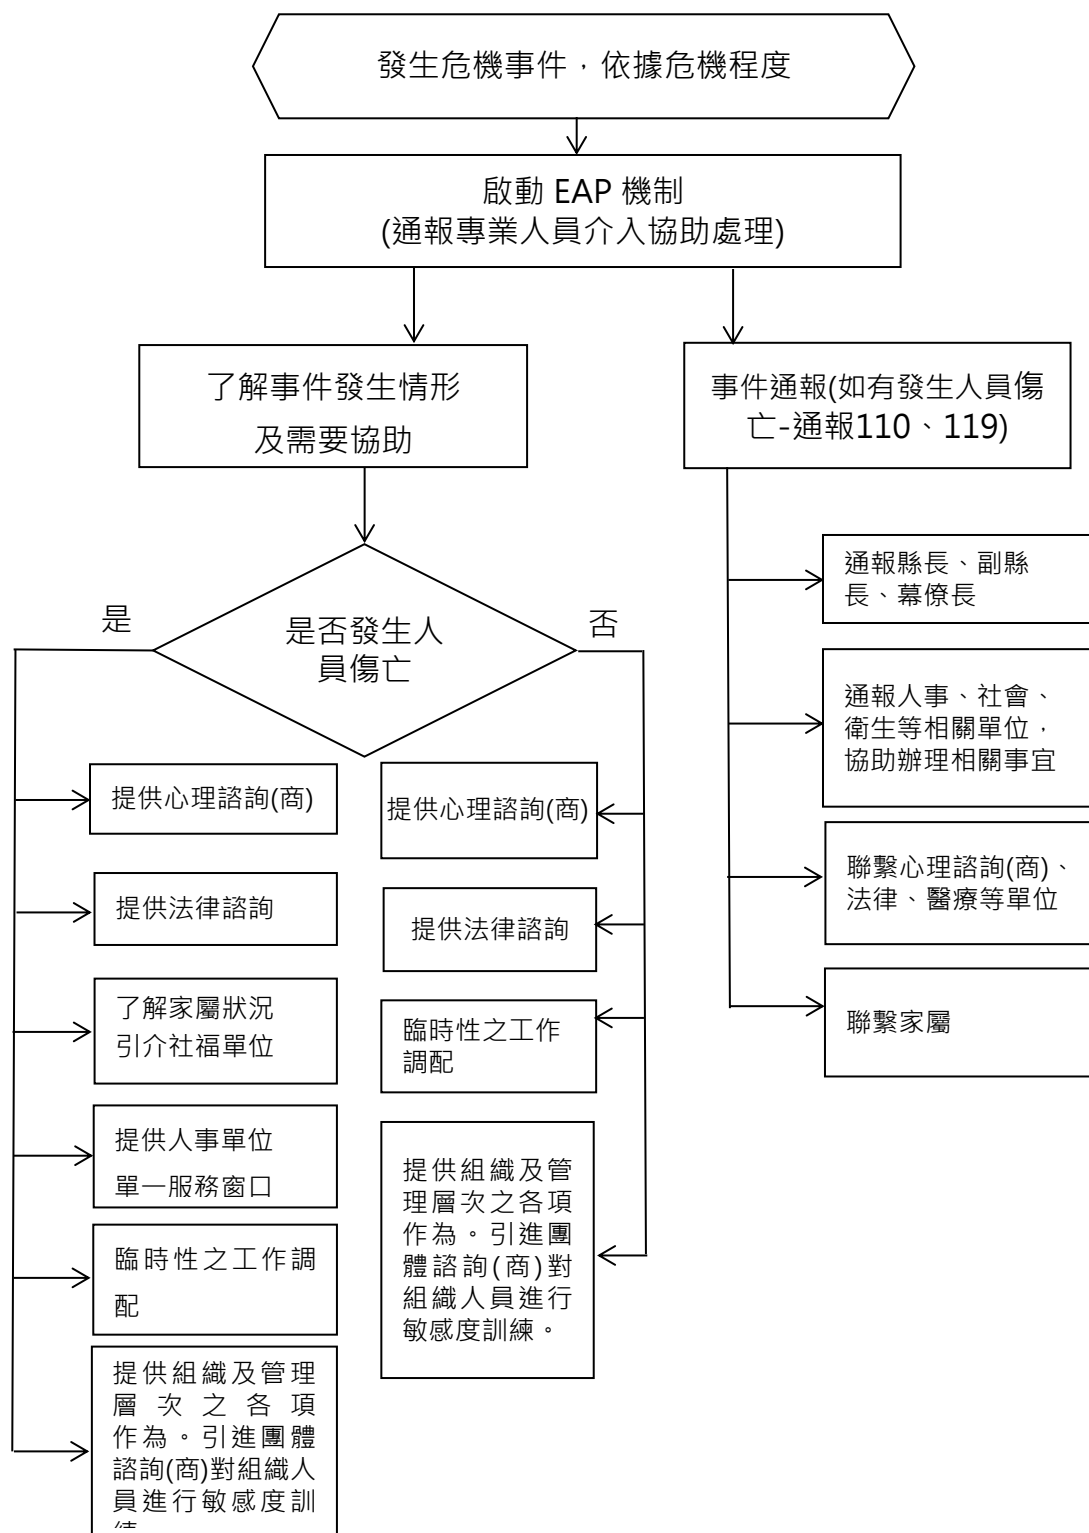 發生危機事件，依據危機程度
啟動 EAP 機制
(通報專業人員介入協助處理)
了解事件發生情形
及需要協助
事件通報(如有發生人員傷
亡-通報110、119)
是
是否發生人
員傷亡
否
提供心理諮詢(商)
提供法律諮詢
了解家屬狀況
引介社福單位
提供人事單位
單一服務窗口
臨時性之工作調
配
提供組織及管理
層次之各項
作為。引進團體
諮詢(商)對組織人
員進行敏感度訓
提供心理諮詢(商)
提供法律諮詢
臨時性之工作
調配
提供組織及管
理層次之各項
作為。引進團
體諮詢(商)對
組織人員進行
敏感度訓練。
通報縣長、副縣
長、幕僚長
通報人事、社會、
衛生等相關單位，
協助辦理相關事宜
聯繫心理諮詢(商)、
法律、醫療等單位
聯繫家屬